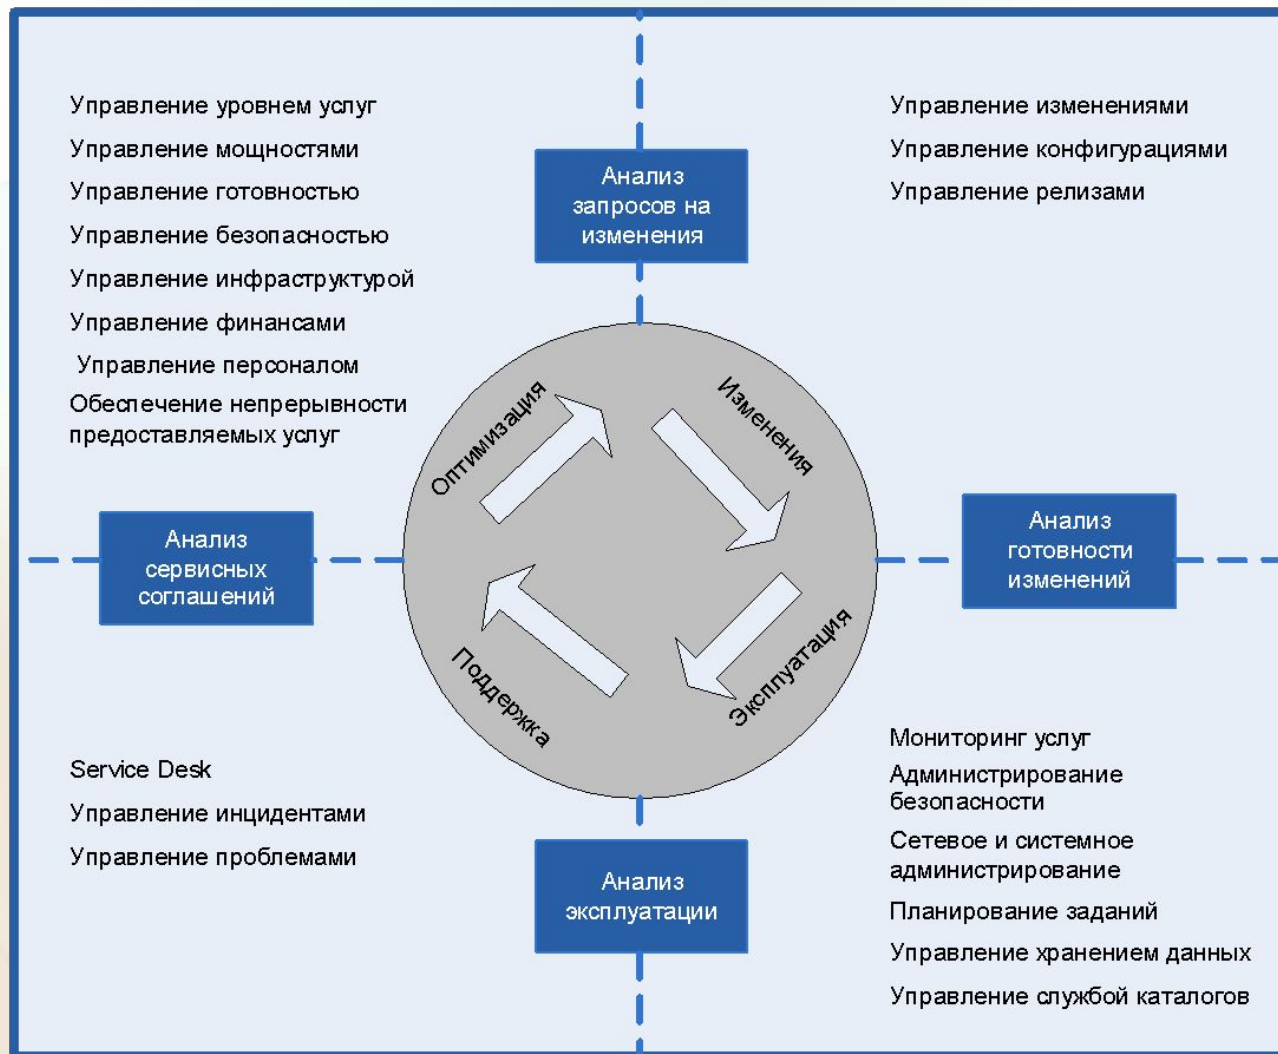 Управление уровнем услуг
Управление мощностями
Управление готовностью
Управление безопасностью
Управление инфраструктурой
Управление финансами
Управление персоналом
Обеспечение непрерывности
предоставляемых услуг
Анализ
запросов на
изменения
Управление изменениями
Управление конфигурациями
Управление релизами
Оптимизация
Изменения
Анализ
сервисных
соглашений
Анализ
готовности
изменений
Поддержка
Эксплуатация
Service Desk
Управление инцидентами
Управление проблемами
Анализ
эксплуатации
Мониторинг услуг
Администрирование
безопасности
Сетевое и системное
администрирование
Планирование заданий
Управление хранением данных
Управление службой каталогов